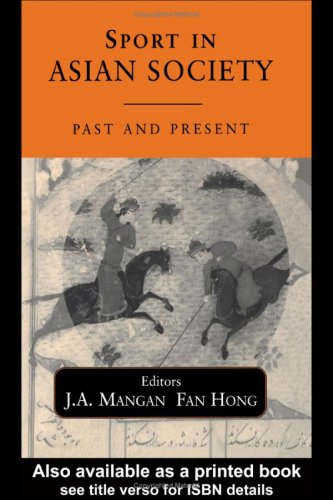 SPORT IN
ASIAN SOCIETY
PAST AND PRESENT
Editors
J.A. MANGAN FAN HONG
Also available as a printed book
see title verso for ISBN details